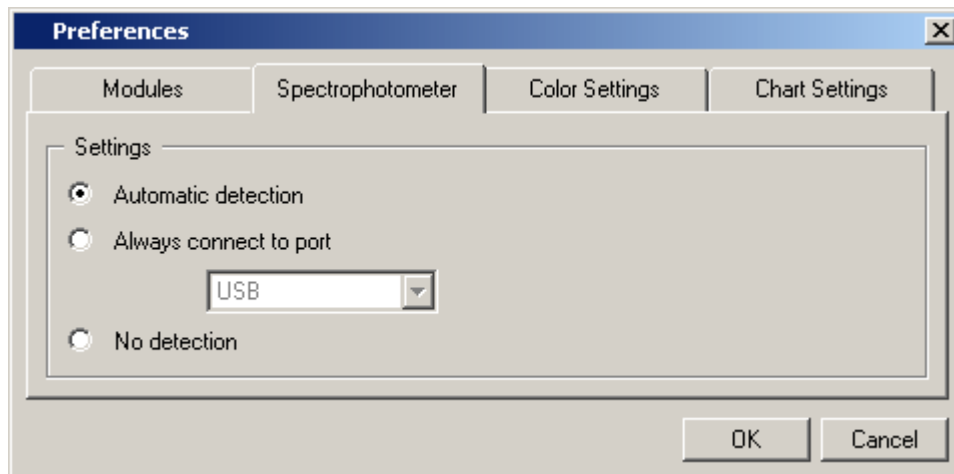 Preferences
Modules Spectrophotometer Color Settings Chart Settings
Settings
Automatic detection
Always connect to port
USB
No detection
OK Cancel